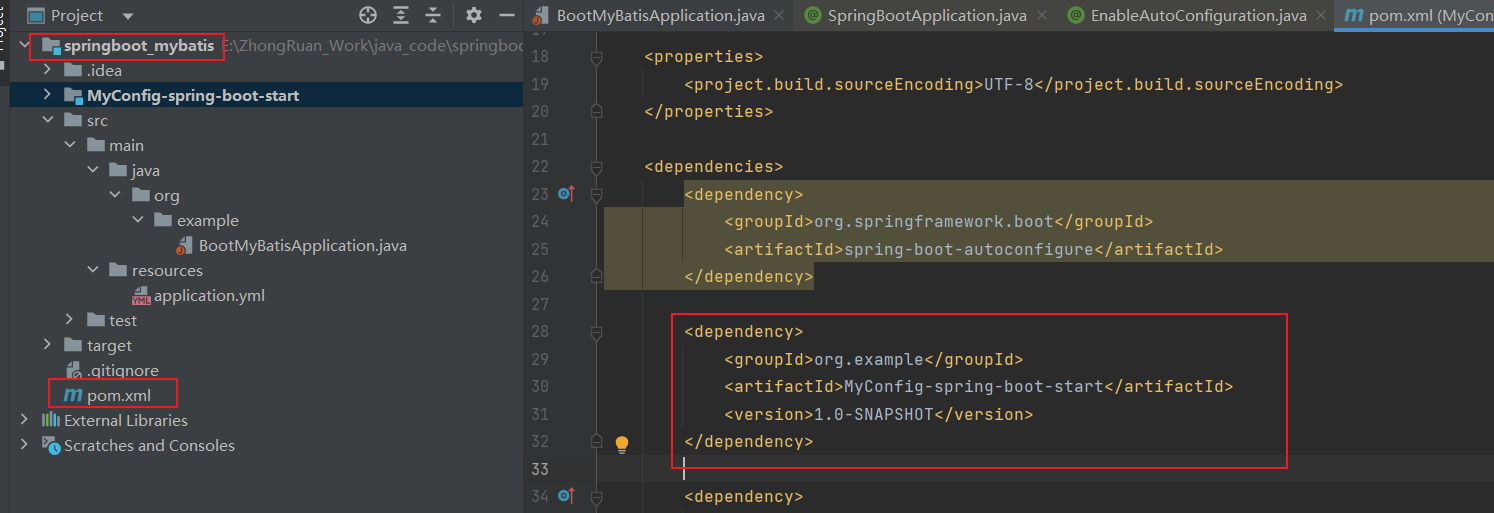 Project
springboot_mybatis E:\ZhongRuan_Work\java_code\springboo
.idea
MyConfig-spring-boot-start
src
main
java
org
example
BootMyBatisApplication.java
resources
application.yml
test
target
.gitignore
pom.xml
External Libraries
Scratches and Consoles
BootMyBatisApplication.java
SpringBootApplication.java
EnableAutoConfiguration.java
pom.xml (MyCon
17
18 <properties>
19 <project.build.sourceEncoding>UTF-8</project.build.sourceEncoding>
20 </properties>
21
22 <dependencies>
23 <dependency>
24 <groupId>org.springframework.boot</groupId>
25 <artifactId>spring-boot-autoconfigure</artifactId>
26 </dependency>
27
28 <dependency>
29 <groupId>org.example</groupId>
30 <artifactId>MyConfig-spring-boot-start</artifactId>
31 <version>1.0-SNAPSHOT</version>
32 </dependency>
33
34 <dependency>